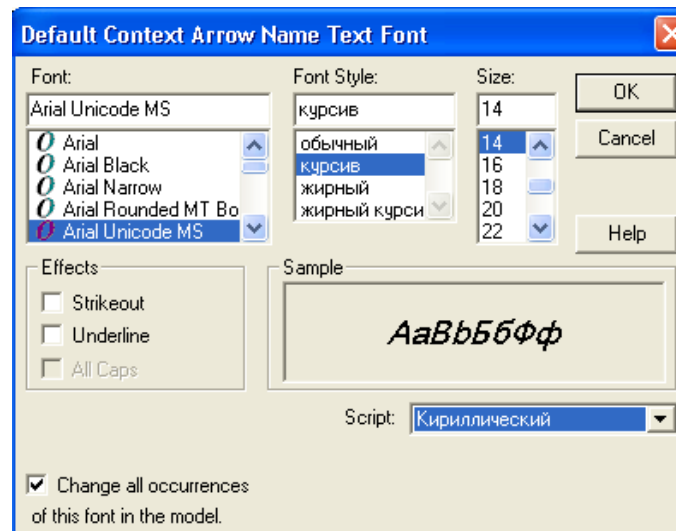 Default Context Arrow Name Text Font
Font:
Font Style:
Size:
Arial Unicode MS
курсив
14
OK
Arial
Arial Black
Arial Narrow
Arial Rounded MT Bo
Arial Unicode MS
обычный
курсив
жирный
жирный курси
14
16
18
20
22
Cancel
Help
Effects
Strikeout
Underline
All Caps
Sample
АаBbБбФф
Script:
Кириллический
Change all occurrences
of this font in the model.